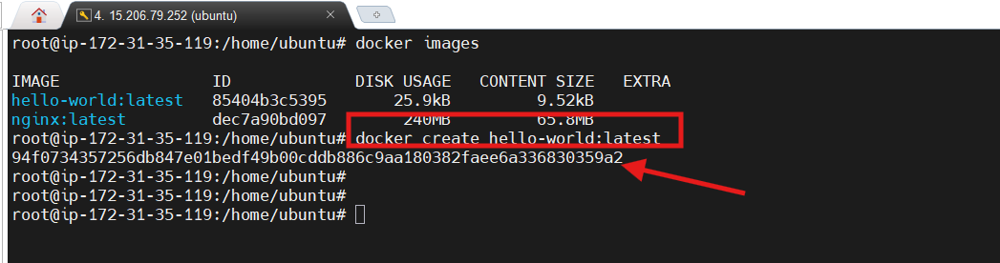 4. 15.206.79.252 (ubuntu)
root@ip-172-31-35-119:/home/ubuntu# docker images
IMAGE ID DISK USAGE CONTENT SIZE EXTRA
hello-world:latest 85404b3c5395 25.9kB 9.52kB
nginx:latest dec7a90bd097 240MB 65.8MB
root@ip-172-31-35-119:/home/ubuntu# docker create hello-world:latest
94f0734357256db847e01bedf49b00cddb886c9aa180382faee6a336830359a2
root@ip-172-31-35-119:/home/ubuntu#
root@ip-172-31-35-119:/home/ubuntu#
root@ip-172-31-35-119:/home/ubuntu#